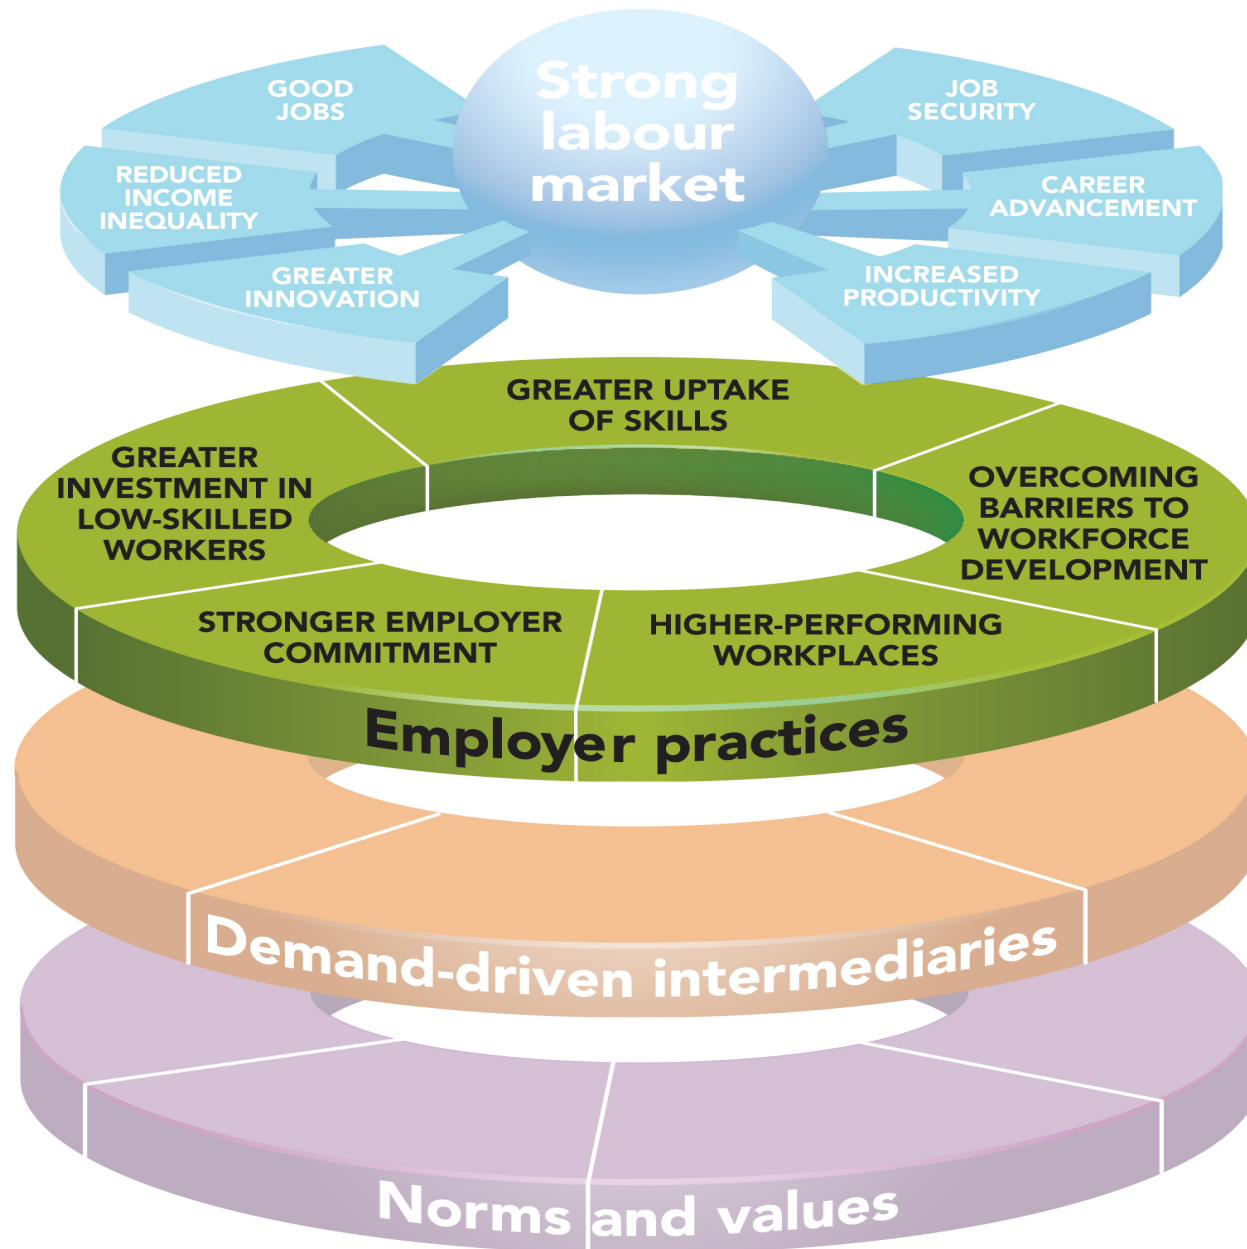 Strong
labour
market
GOOD
JOBS
JOB
SECURITY
REDUCED
INCOME
INEQUALITY
CAREER
ADVANCEMENT
GREATER
INNOVATION
INCREASED
PRODUCTIVITY
GREATER UPTAKE
OF SKILLS
GREATER
INVESTMENT IN
LOW-SKILLED
WORKERS
OVERCOMING
BARRIERS TO
WORKFORCE
DEVELOPMENT
STRONGER EMPLOYER
COMMITMENT
HIGHER-PERFORMING
WORKPLACES
Employer practices
Demand-driven intermediaries
Norms and values